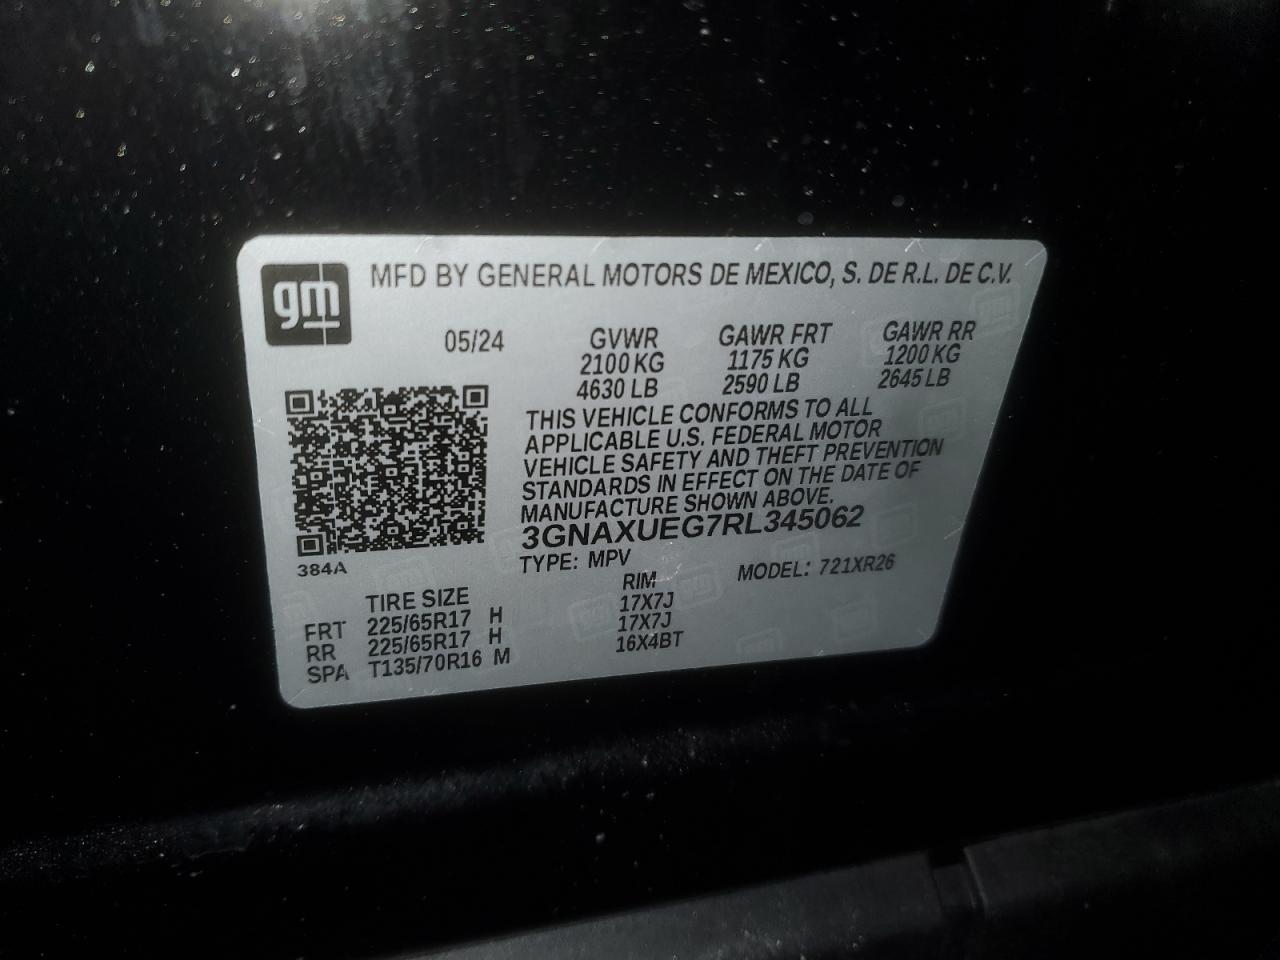 gm
MFD BY GENERAL MOTORS DE MEXICO, S. DE R.L. DE C.V.
05/24 GVWR GAWR FRT GAWR RR
2100 KG 1175 KG 1200 KG
4630 LB 2590 LB 2645 LB
THIS VEHICLE CONFORMS TO ALL
APPLICABLE U.S. FEDERAL MOTOR
VEHICLE SAFETY AND THEFT PREVENTION
STANDARDS IN EFFECT ON THE DATE OF
MANUFACTURE SHOWN ABOVE.
3GNAXUEG7RL345062
384A
TYPE: MPV MODEL: 721XR26
TIRE SIZE RIM
FRT 225/65R17 H 17X7J
RR 225/65R17 H 17X7J
SPA T135/70R16 M 16X4BT